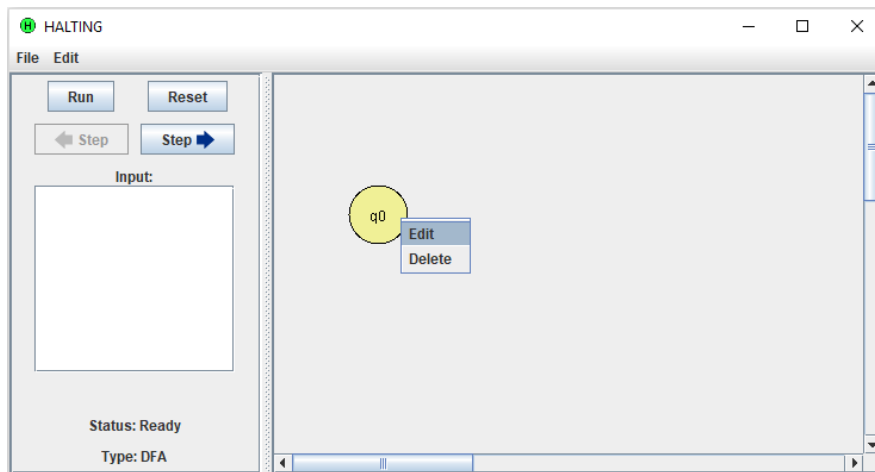 H HALTING
File Edit
Run Reset
Step Step
Input:
q0
Edit
Delete
Status: Ready
Type: DFA